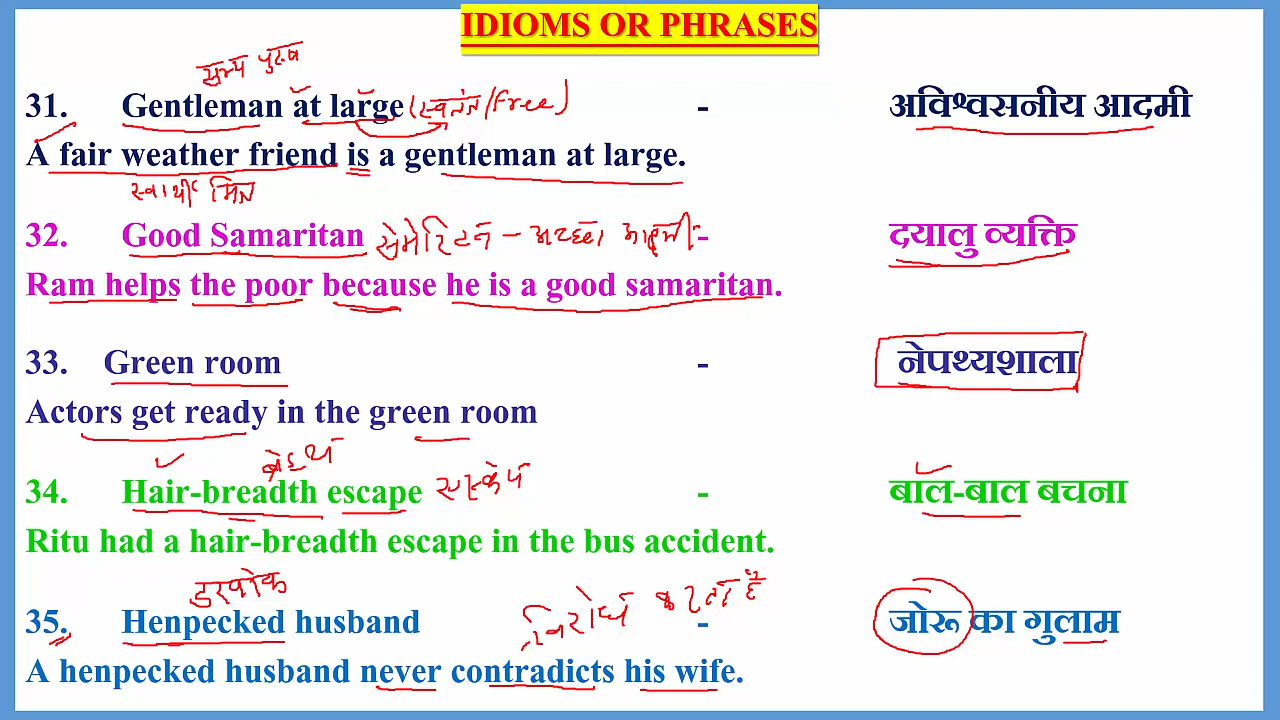 IDIOMS OR PHRASES
सभ्य पुरुष
31. Gentleman at large (स्वतंत्र/Free) - अविश्वसनीय आदमी
A fair weather friend is a gentleman at large.
स्वार्थी मित्र
32. Good Samaritan सेमेरिटन - अच्छा आदमी - दयालु व्यक्ति
Ram helps the poor because he is a good samaritan.
33. Green room - नेपथ्यशाला
Actors get ready in the green room
34. Hair-breadth escape - बाल-बाल बचना
Ritu had a hair-breadth escape in the bus accident.
डरपोक
विरोध करता है
35. Henpecked husband - जोरू का गुलाम
A henpecked husband never contradicts his wife.